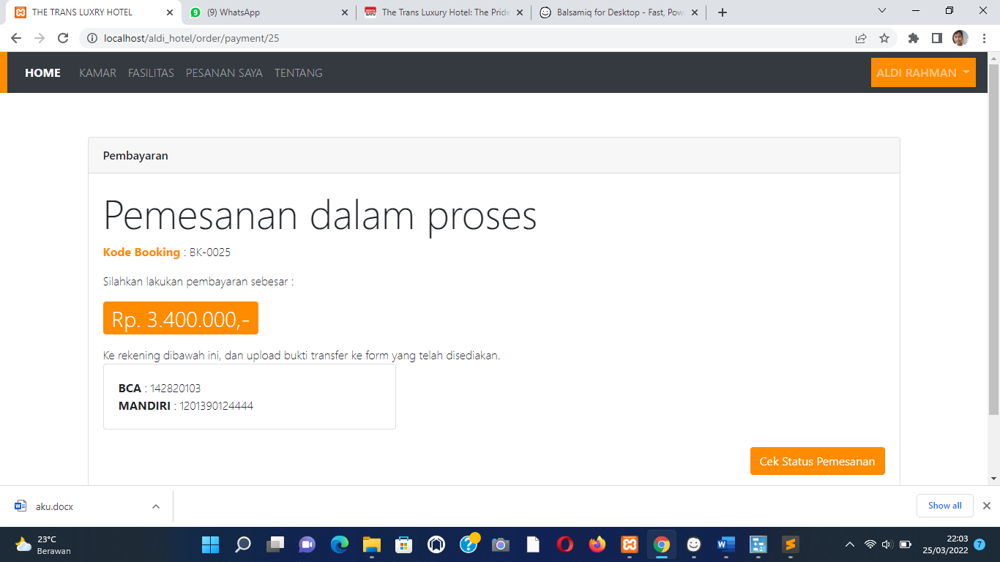 THE TRANS LUXRY HOTEL
(9) WhatsApp
The Trans Luxury Hotel: The Pride
Balsamiq for Desktop - Fast, Pow
localhost/aldi_hotel/order/payment/25
HOME KAMAR FASILITAS PESANAN SAYA TENTANG ALDI RAHMAN
Pembayaran
Pemesanan dalam proses
Kode Booking : BK-0025
Silahkan lakukan pembayaran sebesar :
Rp. 3.400.000,-
Ke rekening dibawah ini, dan upload bukti transfer ke form yang telah disediakan.
BCA : 142820103
MANDIRI : 1201390124444
Cek Status Pemesanan
aku.docx
Show all
23°C
Berawan
22:03
25/03/2022
7